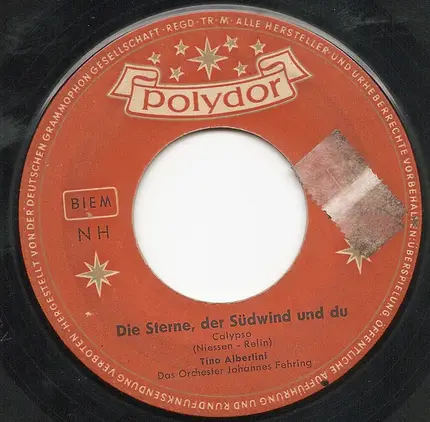 HERGESTELLT VON DER DEUTSCHEN GRAMMOPHON GESELLSCHAFT · REGD·TR·M· ALLE HERSTELLER- UND URHEBERRECHTE VORBEHALTEN · ÜBERSPIELUNG, ÖFFENTLICHE AUFFÜHRUNG UND RUNDFUNKSENDUNG VERBOTEN·
polydor
BIEM
NH
Die Sterne, der Südwind und du
Calypso
(Niessen - Relin)
Tino Albertini
Das Orchester Johannes Fehring